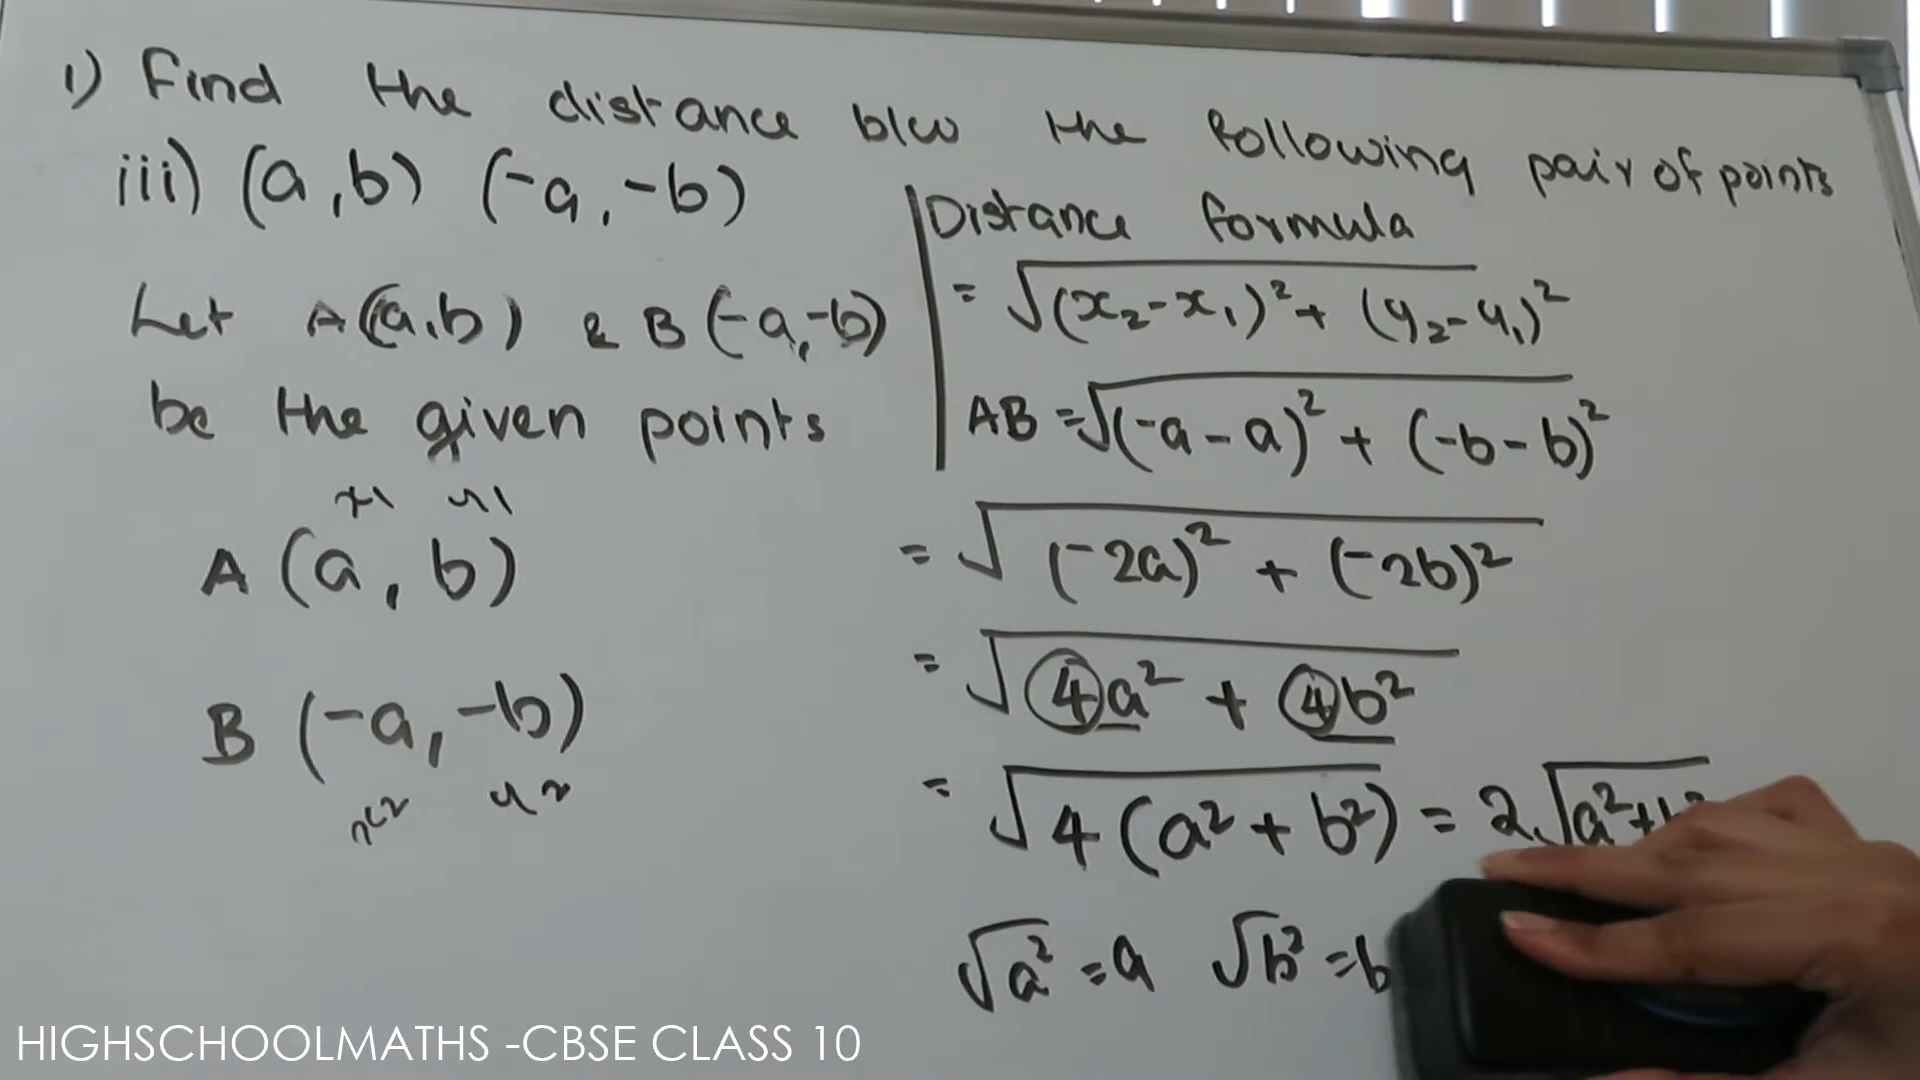 1) Find the distance b/w the following pair of points
iii) (a,b) (-a,-b)
Let A(a,b) & B(-a,-b)
be the given points
x1 y1
A (a, b)
B (-a, -b)
x2 y2
Distance formula
= √(x₂-x₁)² + (y₂-y₁)²
AB = √(-a-a)² + (-b-b)²
= √(-2a)² + (-2b)²
= √4a² + 4b²
= √4(a² + b²) = 2√a²+b²
√a² = a √b² = b
HIGHSCHOOLMATHS -CBSE CLASS 10